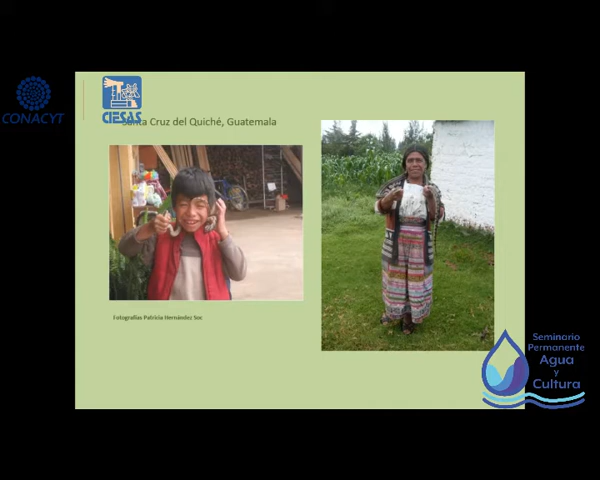 CONACYT
CIESAS
Santa Cruz del Quiché, Guatemala
Fotografías Patricia Hernández Soc
Seminario
Permanente
Agua
y
Cultura